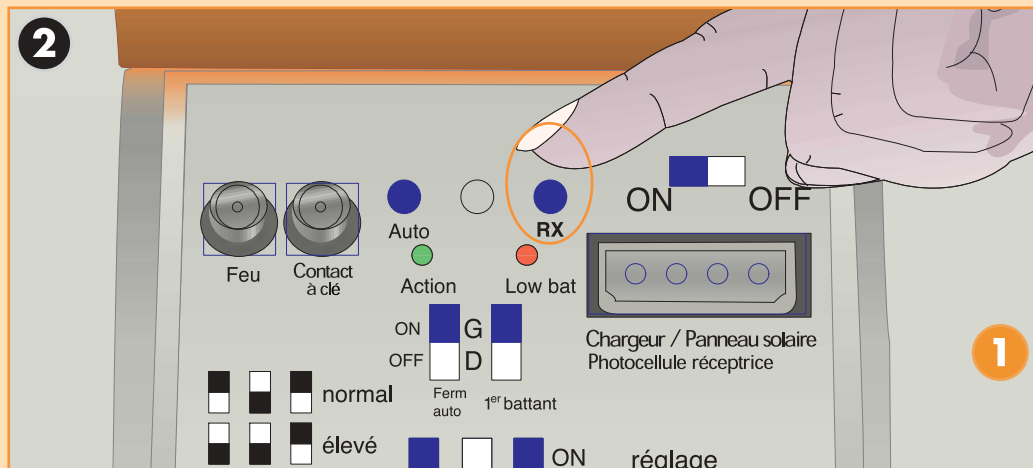 2
ON OFF
Auto RX
Feu
Contact
à clé
Action Low bat
ON G
OFF D
Chargeur / Panneau solaire
Photocellule réceptrice
1
Ferm
auto
1er battant
normal
élevé
ON
réglage